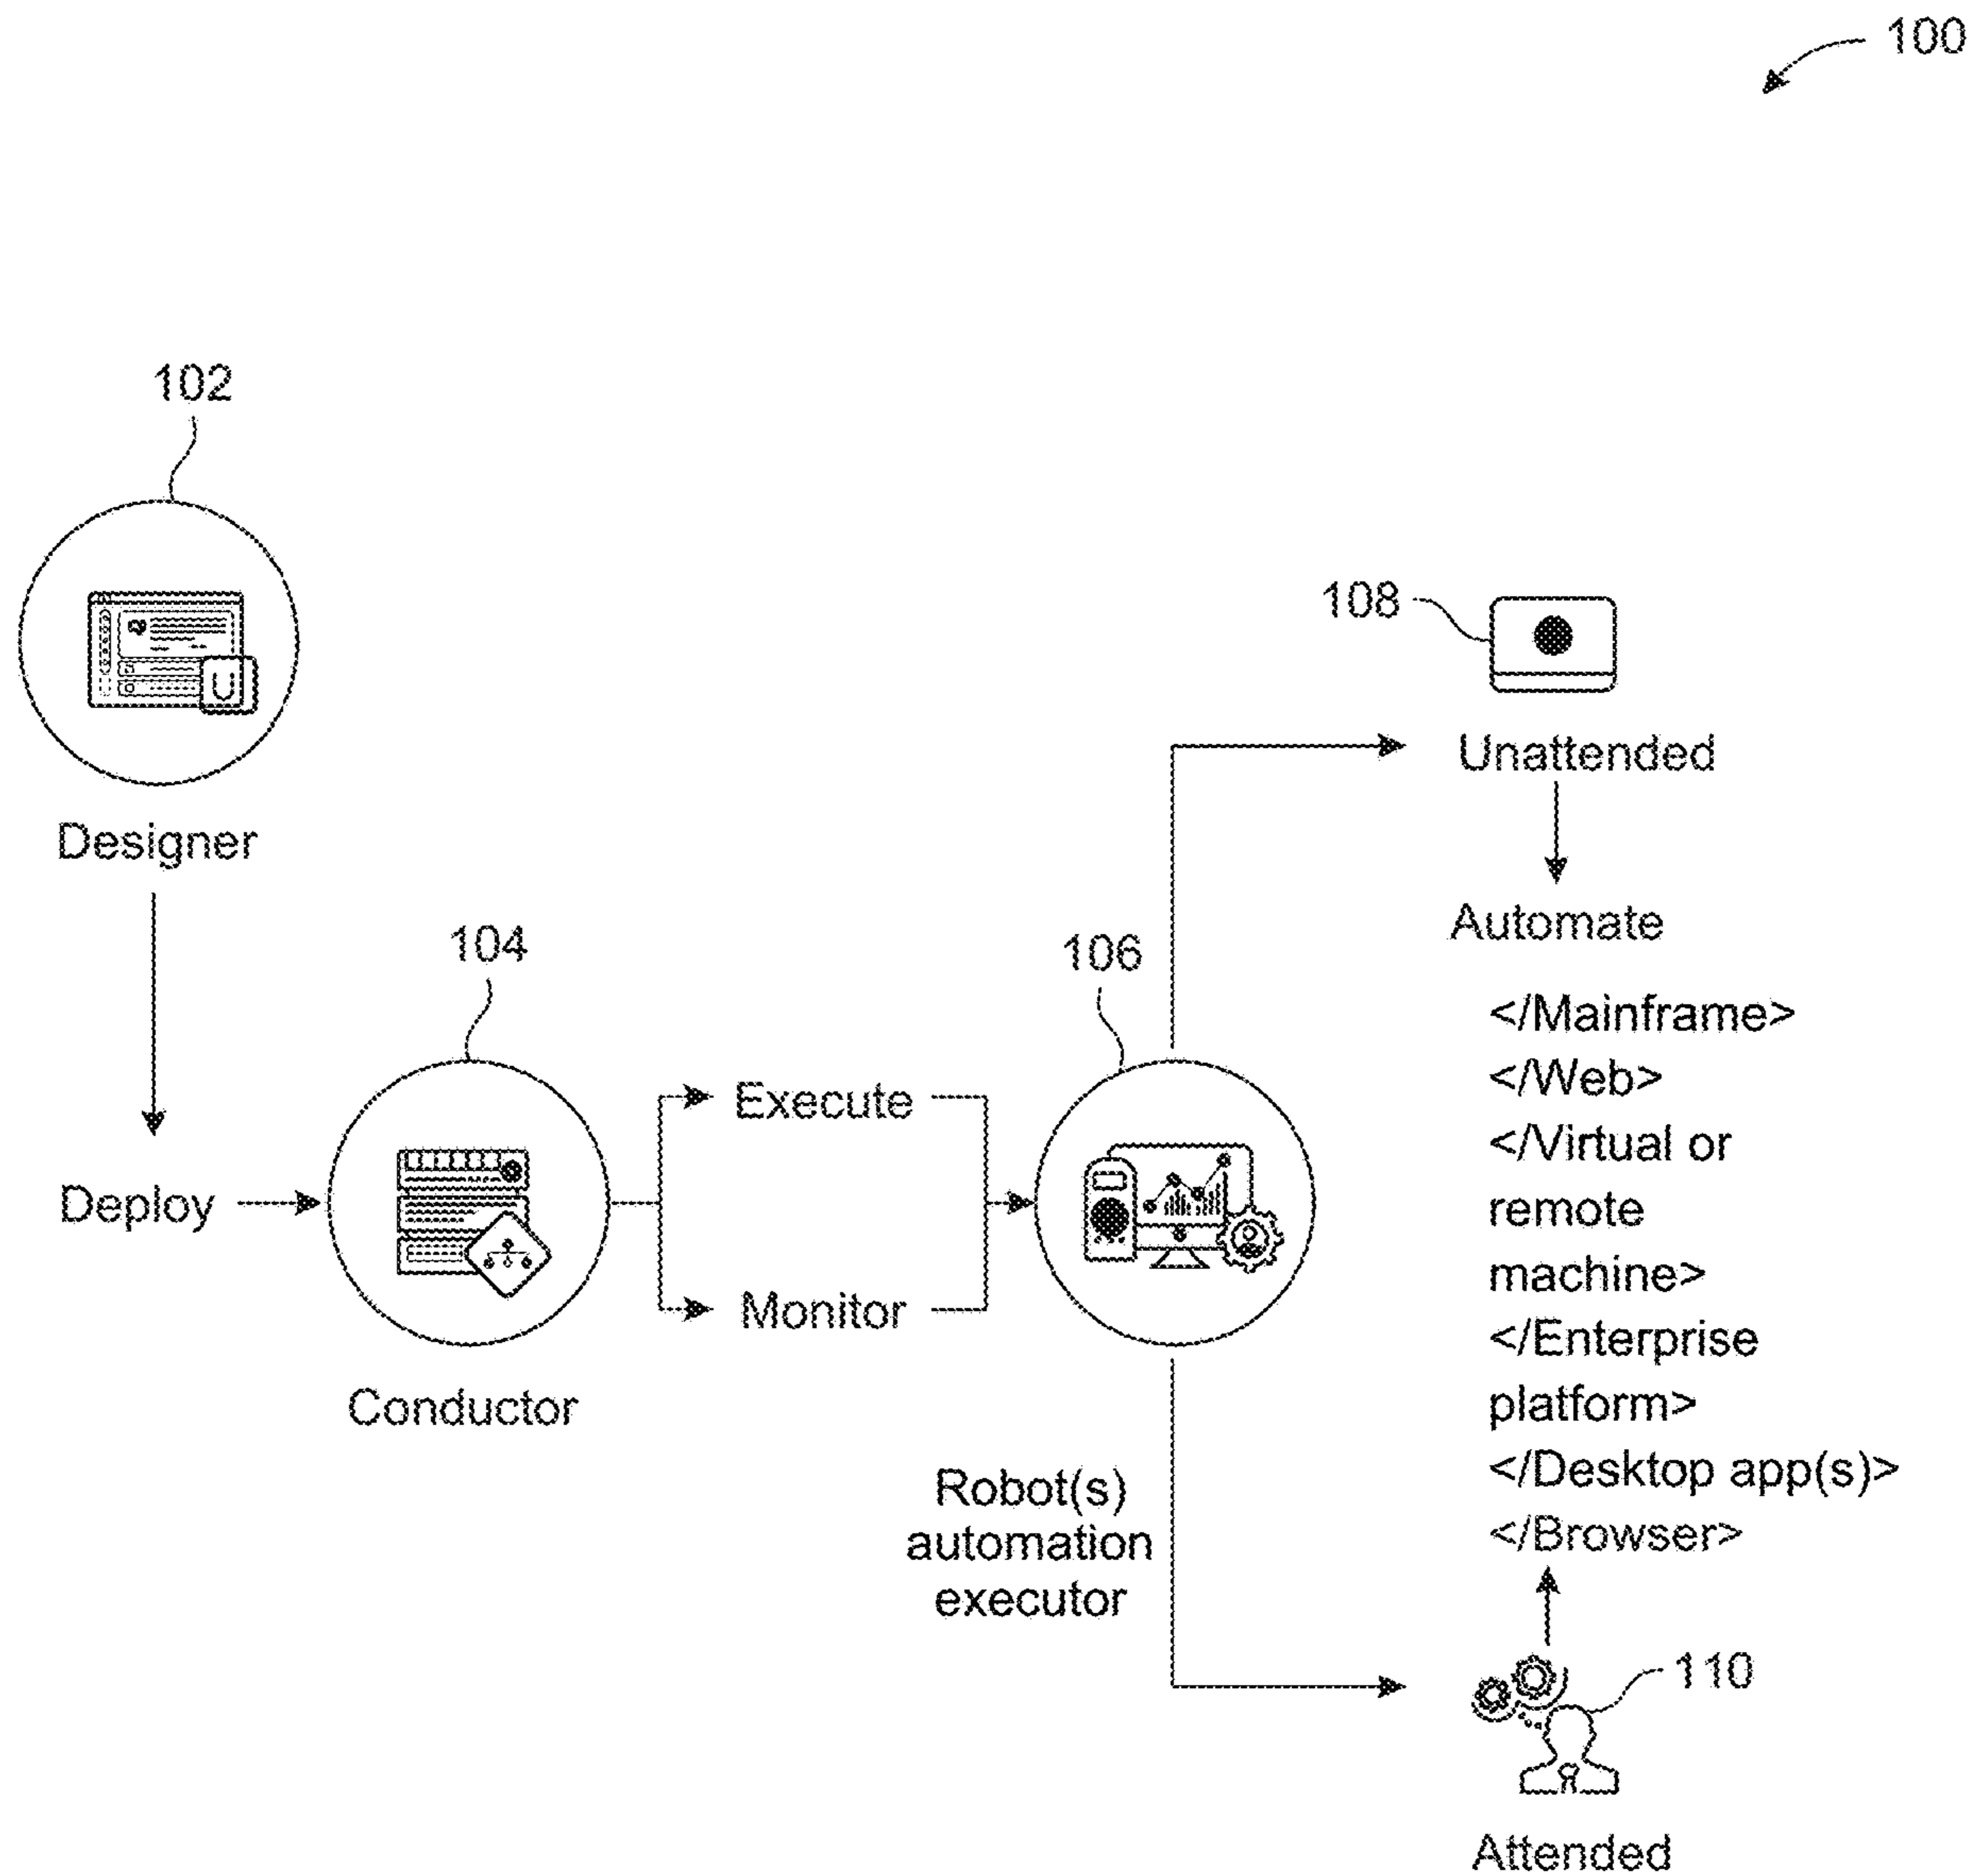 100
102
Designer
Deploy
104
Conductor
Execute
Monitor
106
Robot(s)
automation
executor
108
Unattended
Automate
</Mainframe>
</Web>
</Virtual or
remote
machine>
</Enterprise
platform>
</Desktop app(s)>
</Browser>
110
Attended